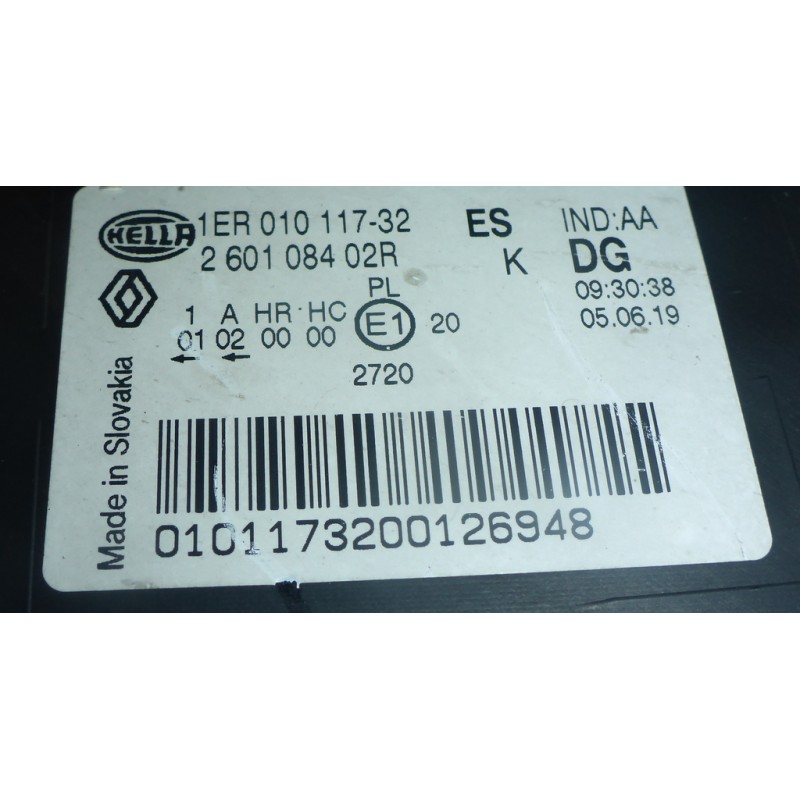 HELLA 1ER 010 117-32 ES IND:AA
2 601 084 02R K DG
PL 09:30:38
1 A HR HC E1 20 05.06.19
01 02 00 00
2720
Made in Slovakia
01011173200126948